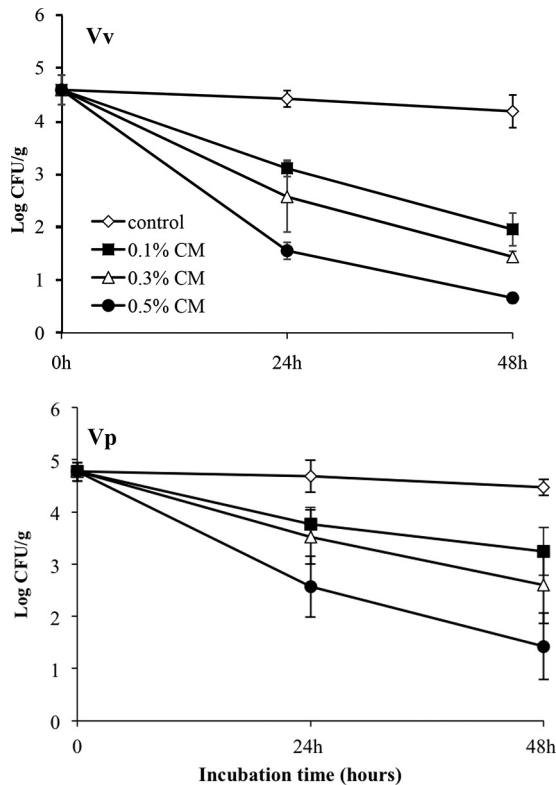 Vv
6
5
4
3
2
1
0
Log CFU/g
control
0.1% CM
0.3% CM
0.5% CM
0h 24h 48h
Vp
6
5
4
3
2
1
0
Log CFU/g
0 24h 48h
Incubation time (hours)